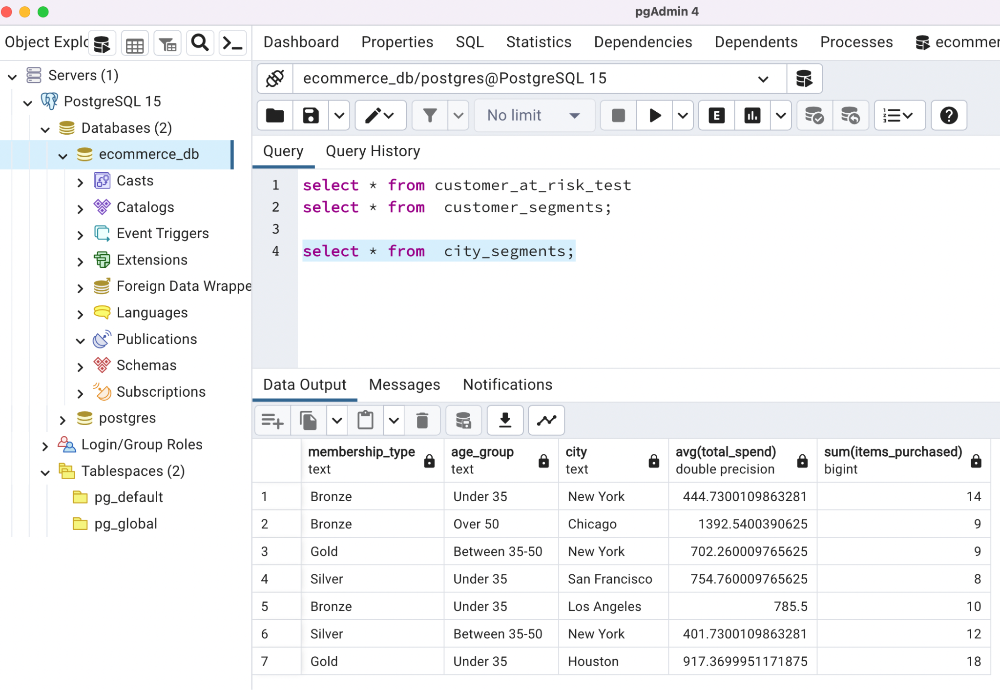 pgAdmin 4
Object Explo
Dashboard Properties SQL Statistics Dependencies Dependents Processes ecommer
Servers (1)
PostgreSQL 15
Databases (2)
ecommerce_db
Casts
Catalogs
Event Triggers
Extensions
Foreign Data Wrappe
Languages
Publications
Schemas
Subscriptions
postgres
Login/Group Roles
Tablespaces (2)
pg_default
pg_global
ecommerce_db/postgres@PostgreSQL 15
No limit E
Query Query History
1 select * from customer_at_risk_test
2 select * from customer_segments;
3
4 select * from city_segments;
Data Output Messages Notifications
membership_type age_group city avg(total_spend) sum(items_purchased)
text text text double precision bigint
1 Bronze Under 35 New York 444.7300109863281 14
2 Bronze Over 50 Chicago 1392.5400390625 9
3 Gold Between 35-50 New York 702.260009765625 9
4 Silver Under 35 San Francisco 754.760009765625 8
5 Bronze Under 35 Los Angeles 785.5 10
6 Silver Between 35-50 New York 401.7300109863281 12
7 Gold Under 35 Houston 917.3699951171875 18